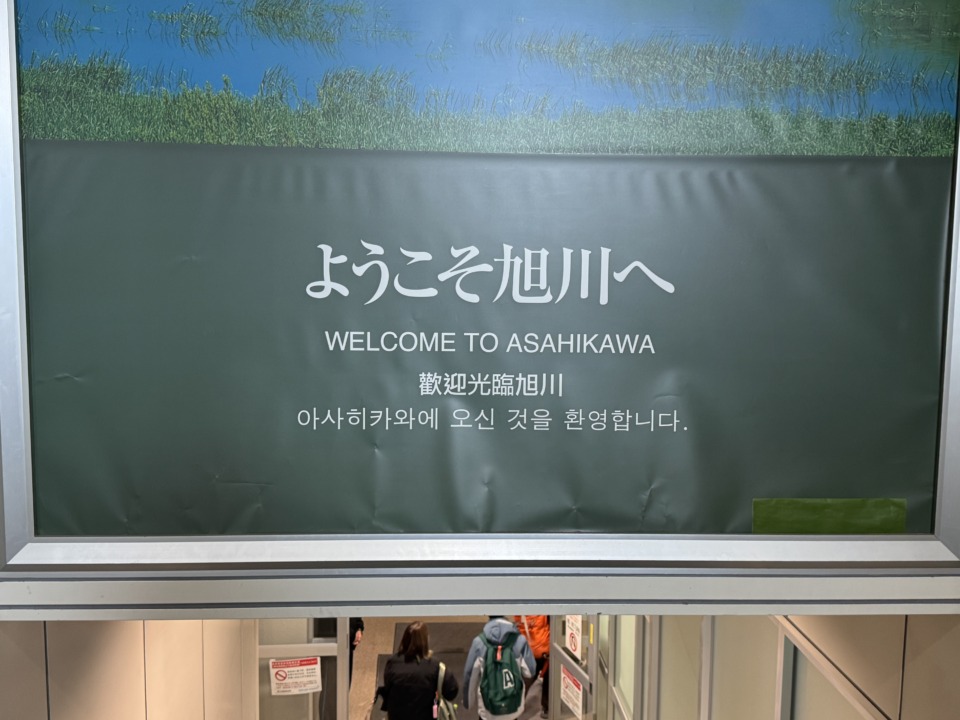 ようこそ旭川へ
WELCOME TO ASAHIKAWA
歡迎光臨旭川
아사히카와에 오신 것을 환영합니다.
A